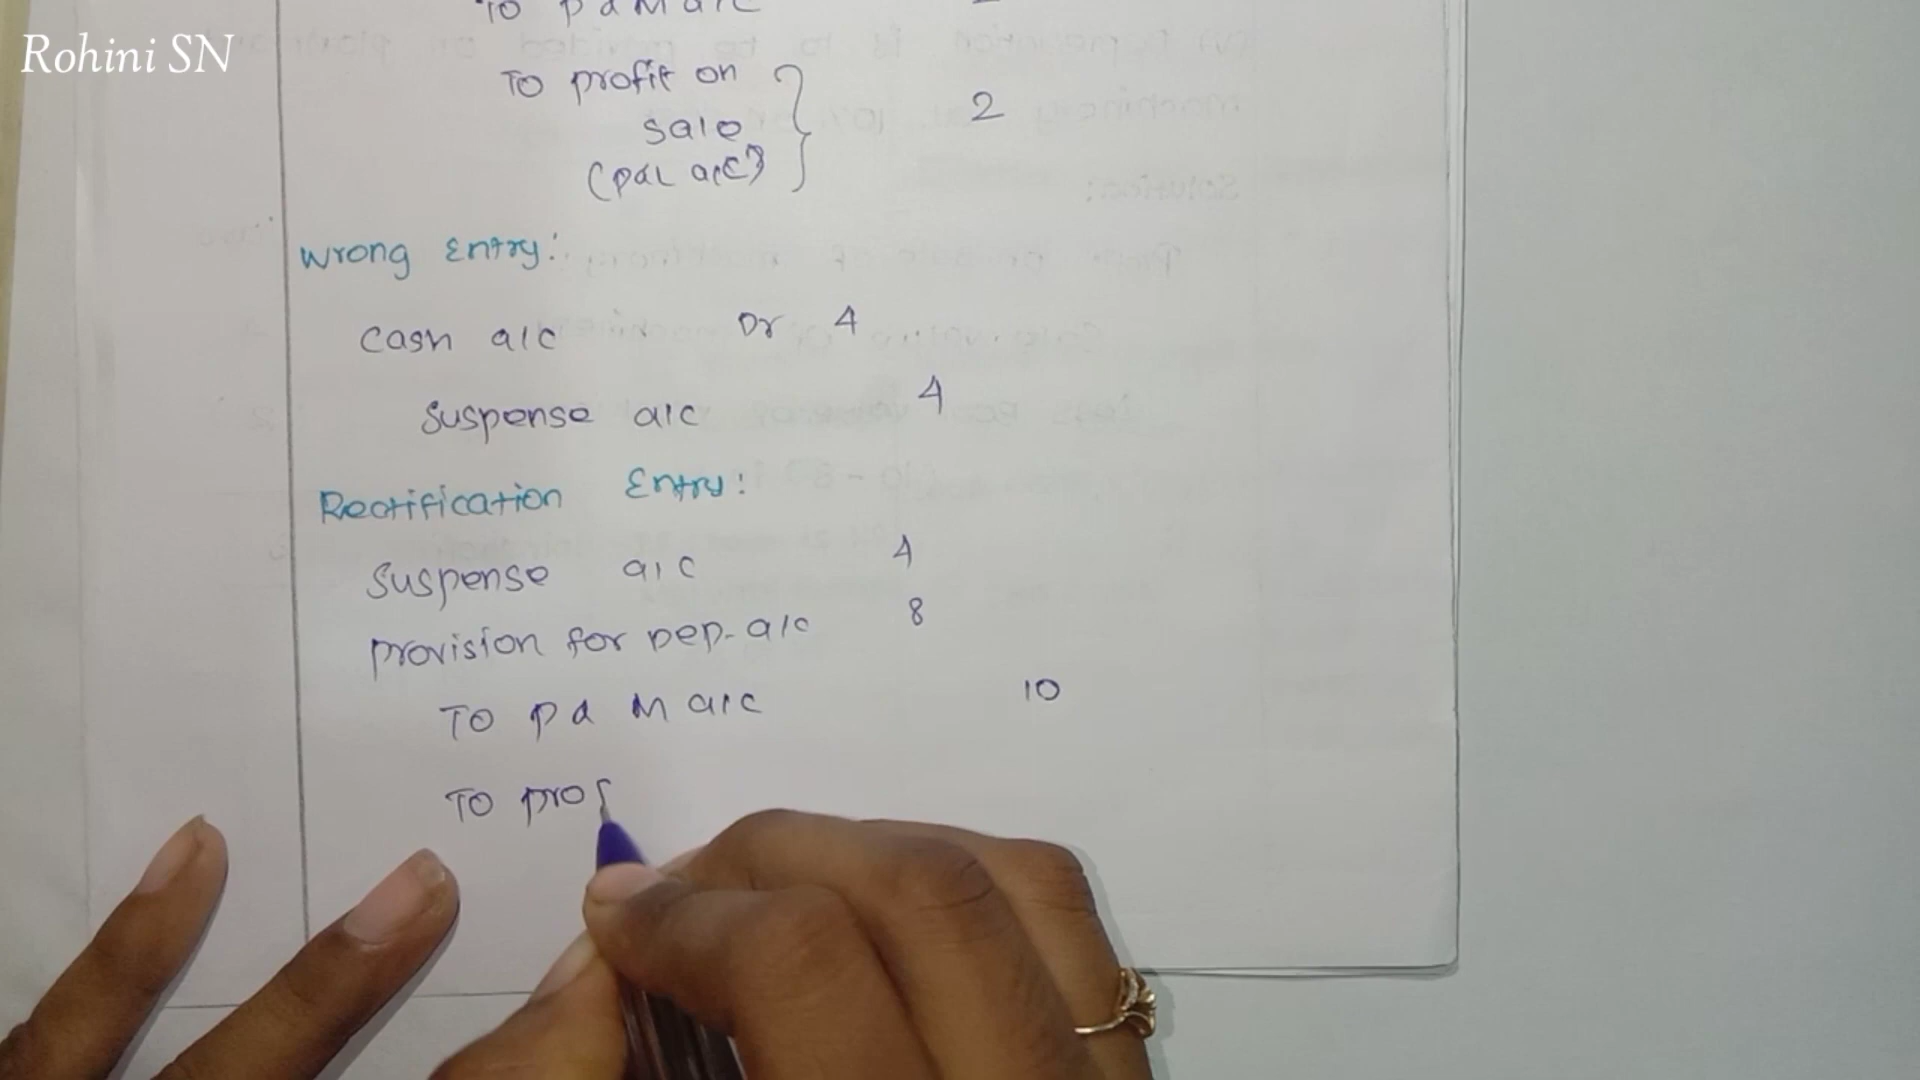 Rohini SN
To P & M a/c
To profit on
sale
(P&L a/c)
2
Wrong Entry:
Cash a/c Dr 4
Suspense a/c 4
Rectification Entry:
Suspense a/c 4
provision for Dep. a/c 8
To P & M a/c 10
To prof